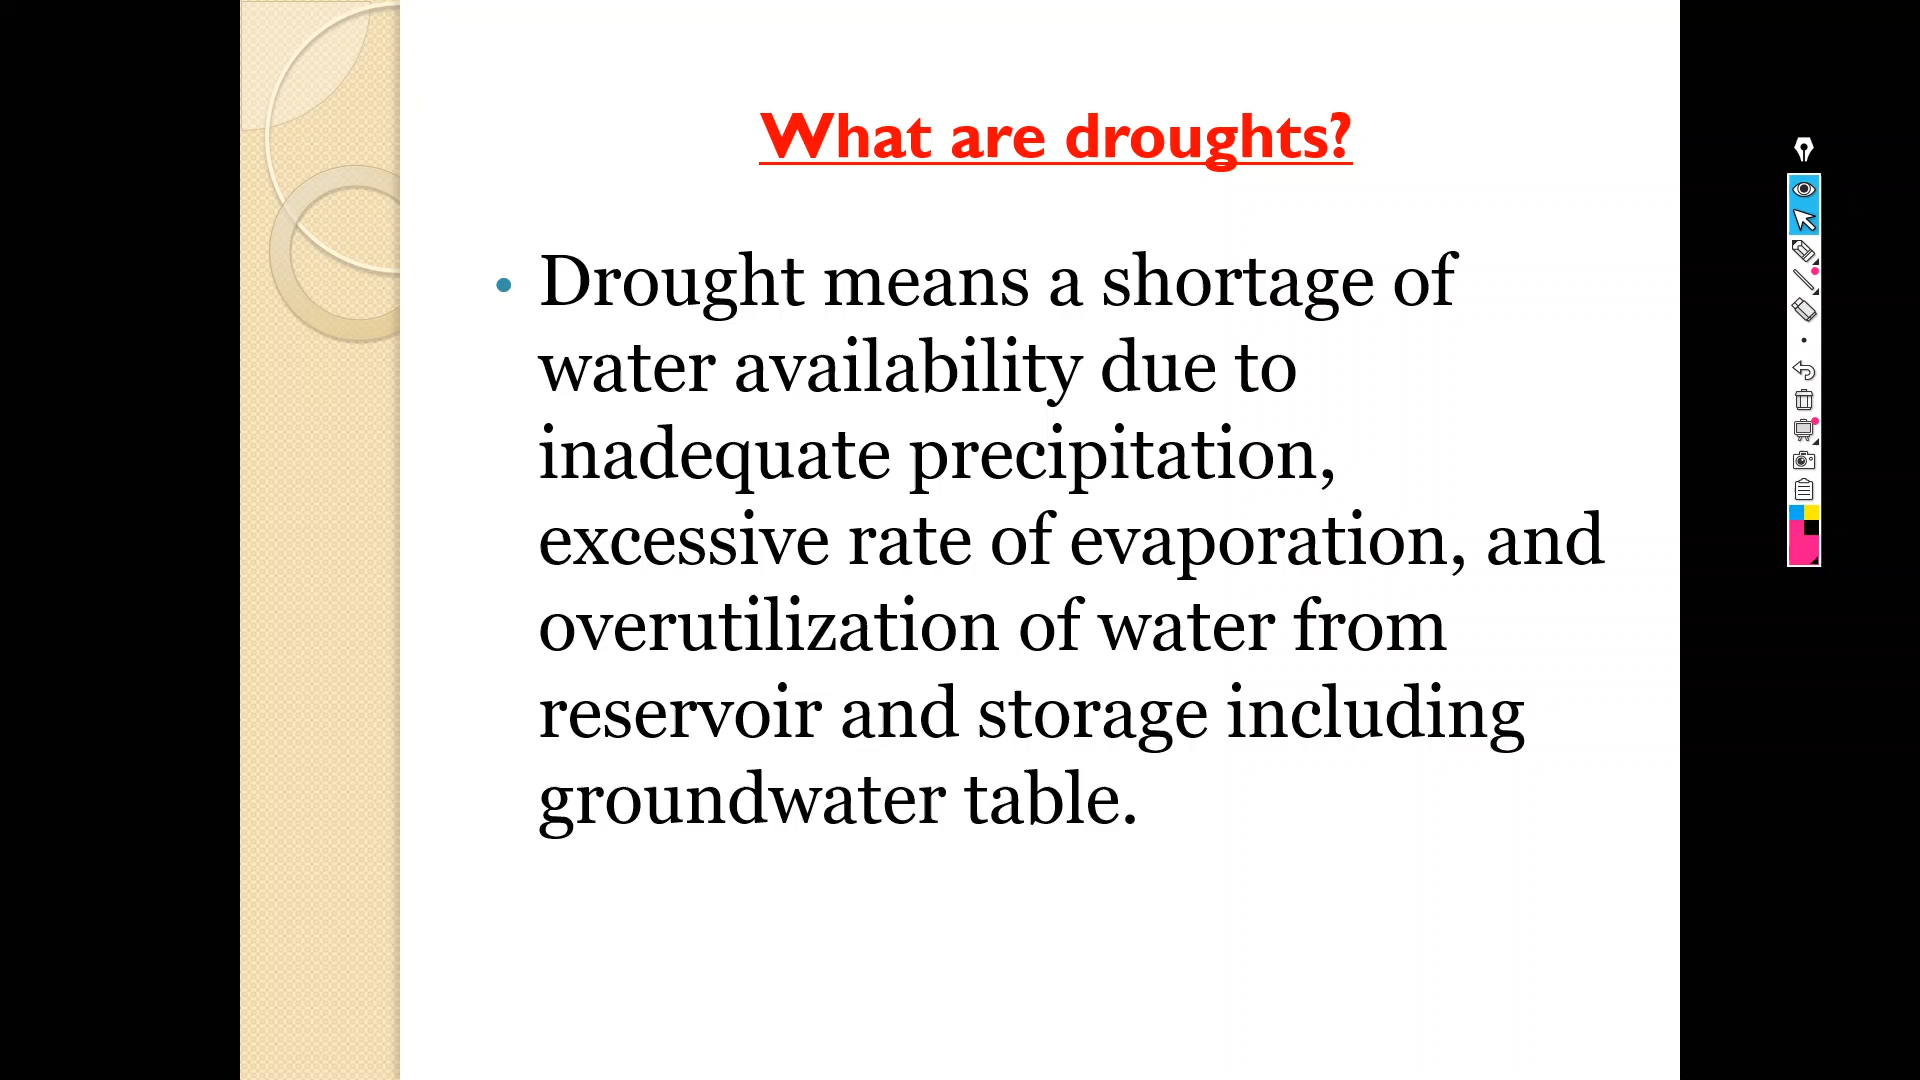 What are droughts?
• Drought means a shortage of
water availability due to
inadequate precipitation,
excessive rate of evaporation, and
overutilization of water from
reservoir and storage including
groundwater table.